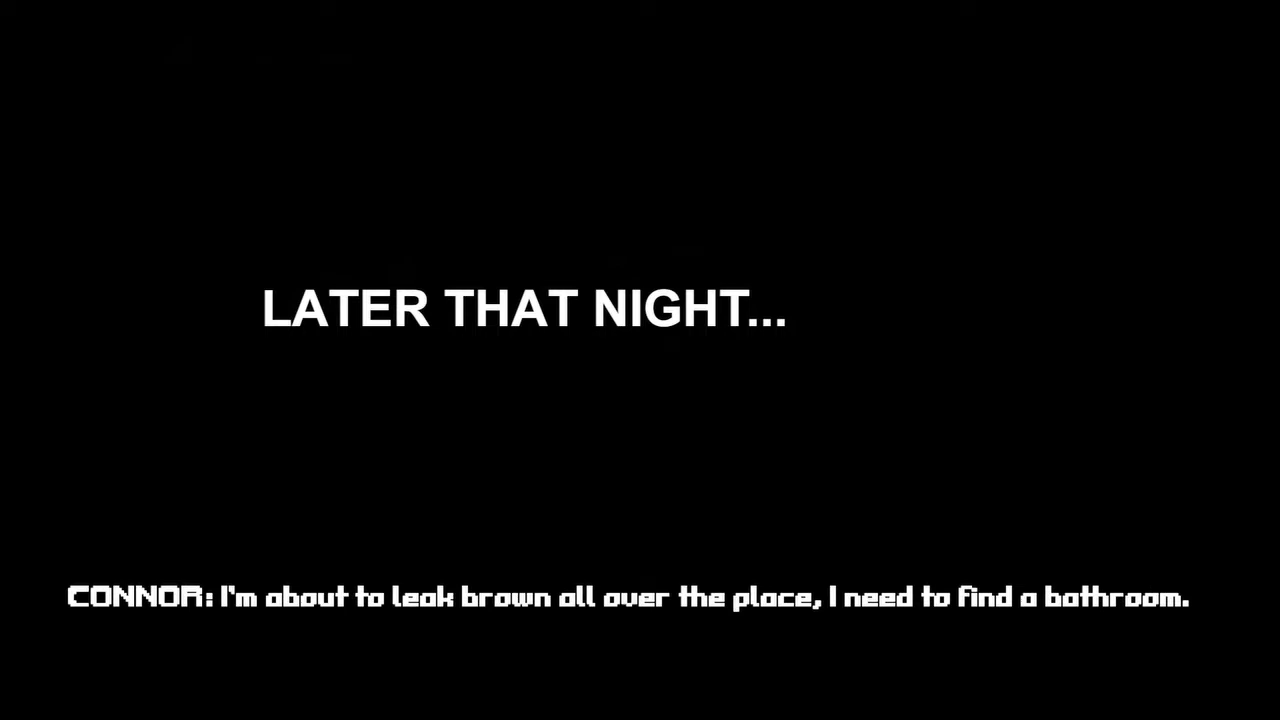 LATER THAT NIGHT...
CONNOR: I'm about to leak brown all over the place, I need to find a bathroom.